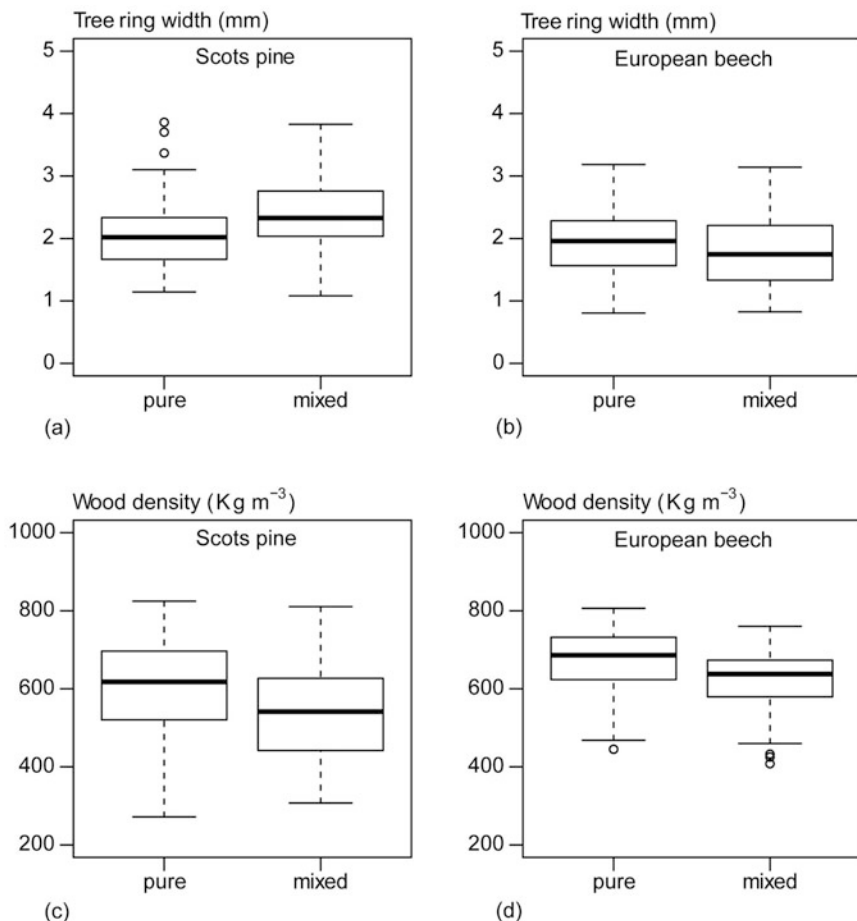 Tree ring width (mm)
Scots pine
5
4
3
2
1
0
pure mixed
(a)
Tree ring width (mm)
European beech
5
4
3
2
1
0
pure mixed
(b)
Wood density (Kg m⁻³)
Scots pine
1000
800
600
400
200
pure mixed
(c)
Wood density (Kg m⁻³)
European beech
1000
800
600
400
200
pure mixed
(d)